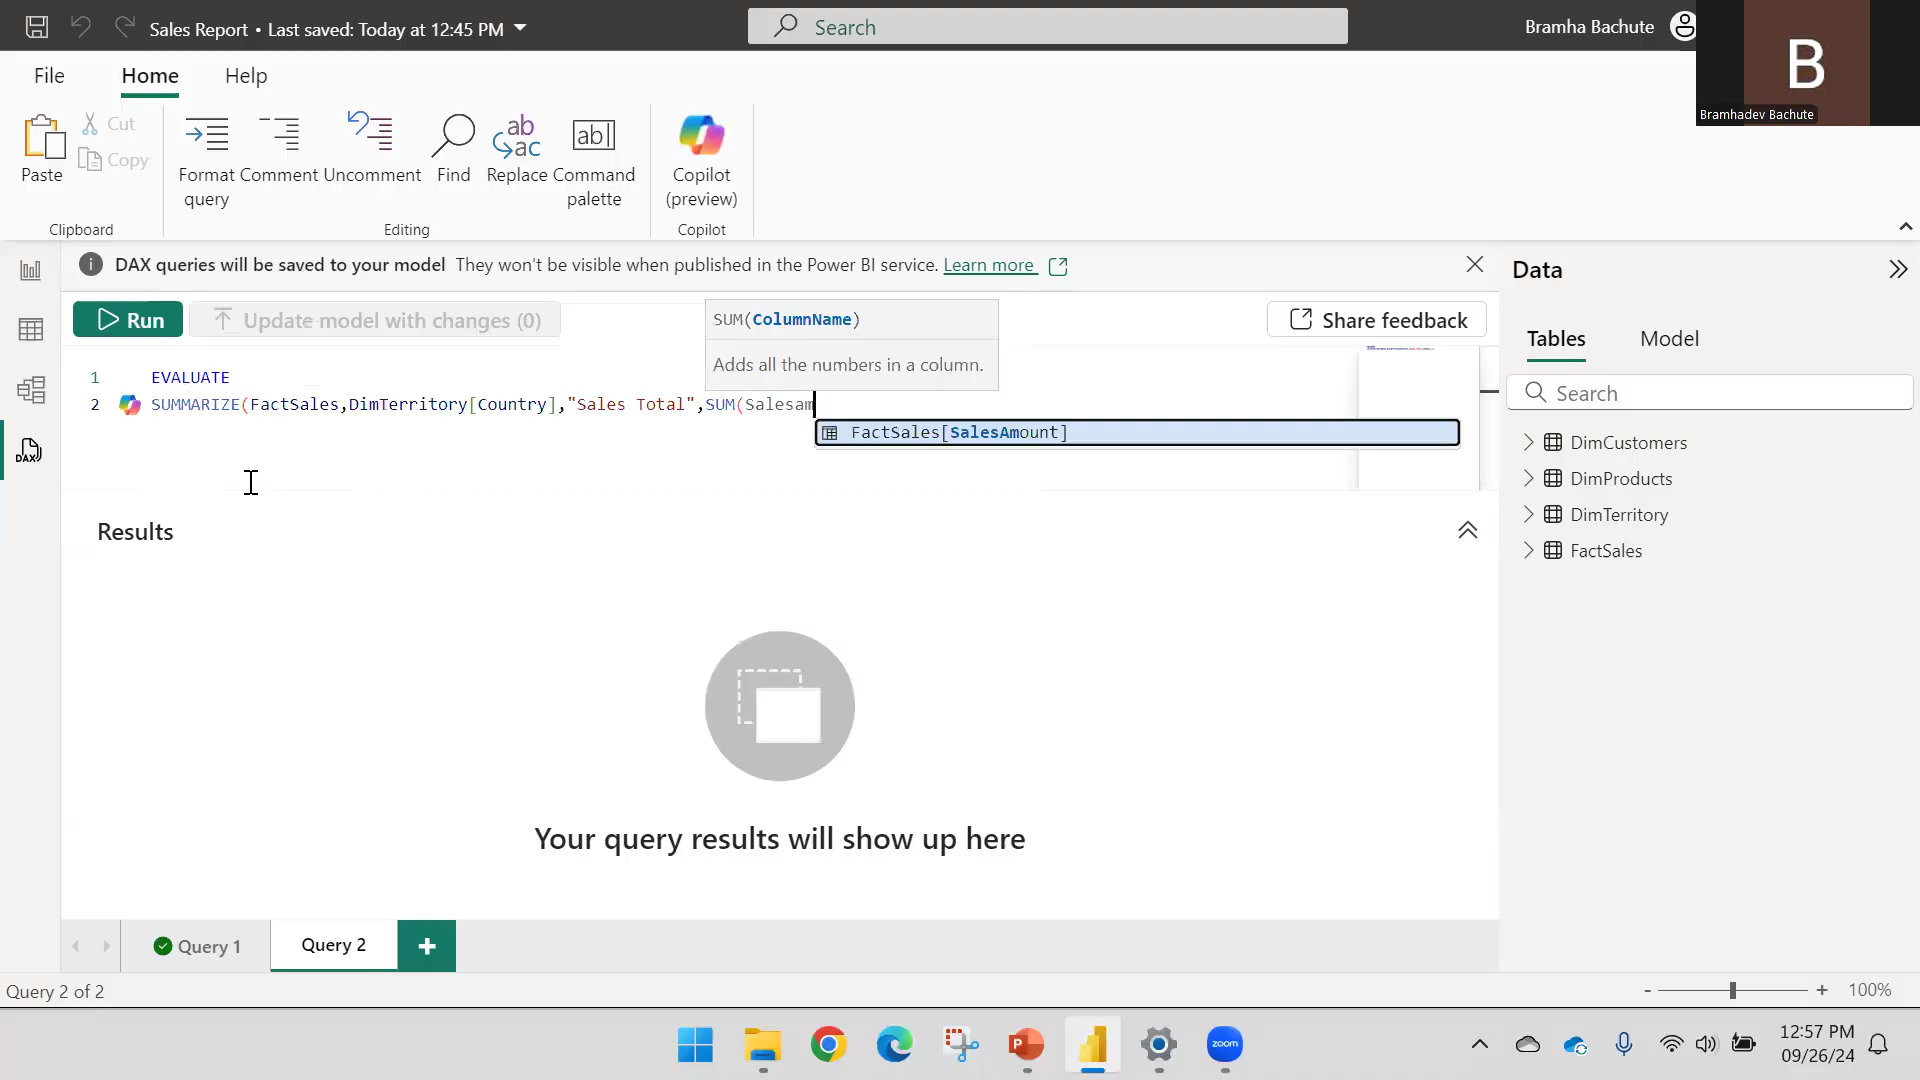 Sales Report • Last saved: Today at 12:45 PM
Search
Bramha Bachute
B
Bramhadev Bachute
File
Home
Help
Paste
Cut
Copy
Clipboard
Format query
Comment
Uncomment
Find
Replace
Command palette
Editing
Copilot (preview)
Copilot
DAX queries will be saved to your model They won't be visible when published in the Power BI service. Learn more
Run
Update model with changes (0)
SUM(ColumnName)
Adds all the numbers in a column.
Share feedback
1 EVALUATE
2 SUMMARIZE(FactSales,DimTerritory[Country],"Sales Total",SUM(Salesam
FactSales[SalesAmount]
Results
Your query results will show up here
Data
Tables
Model
Search
DimCustomers
DimProducts
DimTerritory
FactSales
DAX
Query 1
Query 2
Query 2 of 2
- + 100%
P
zoom
12:57 PM
09/26/24